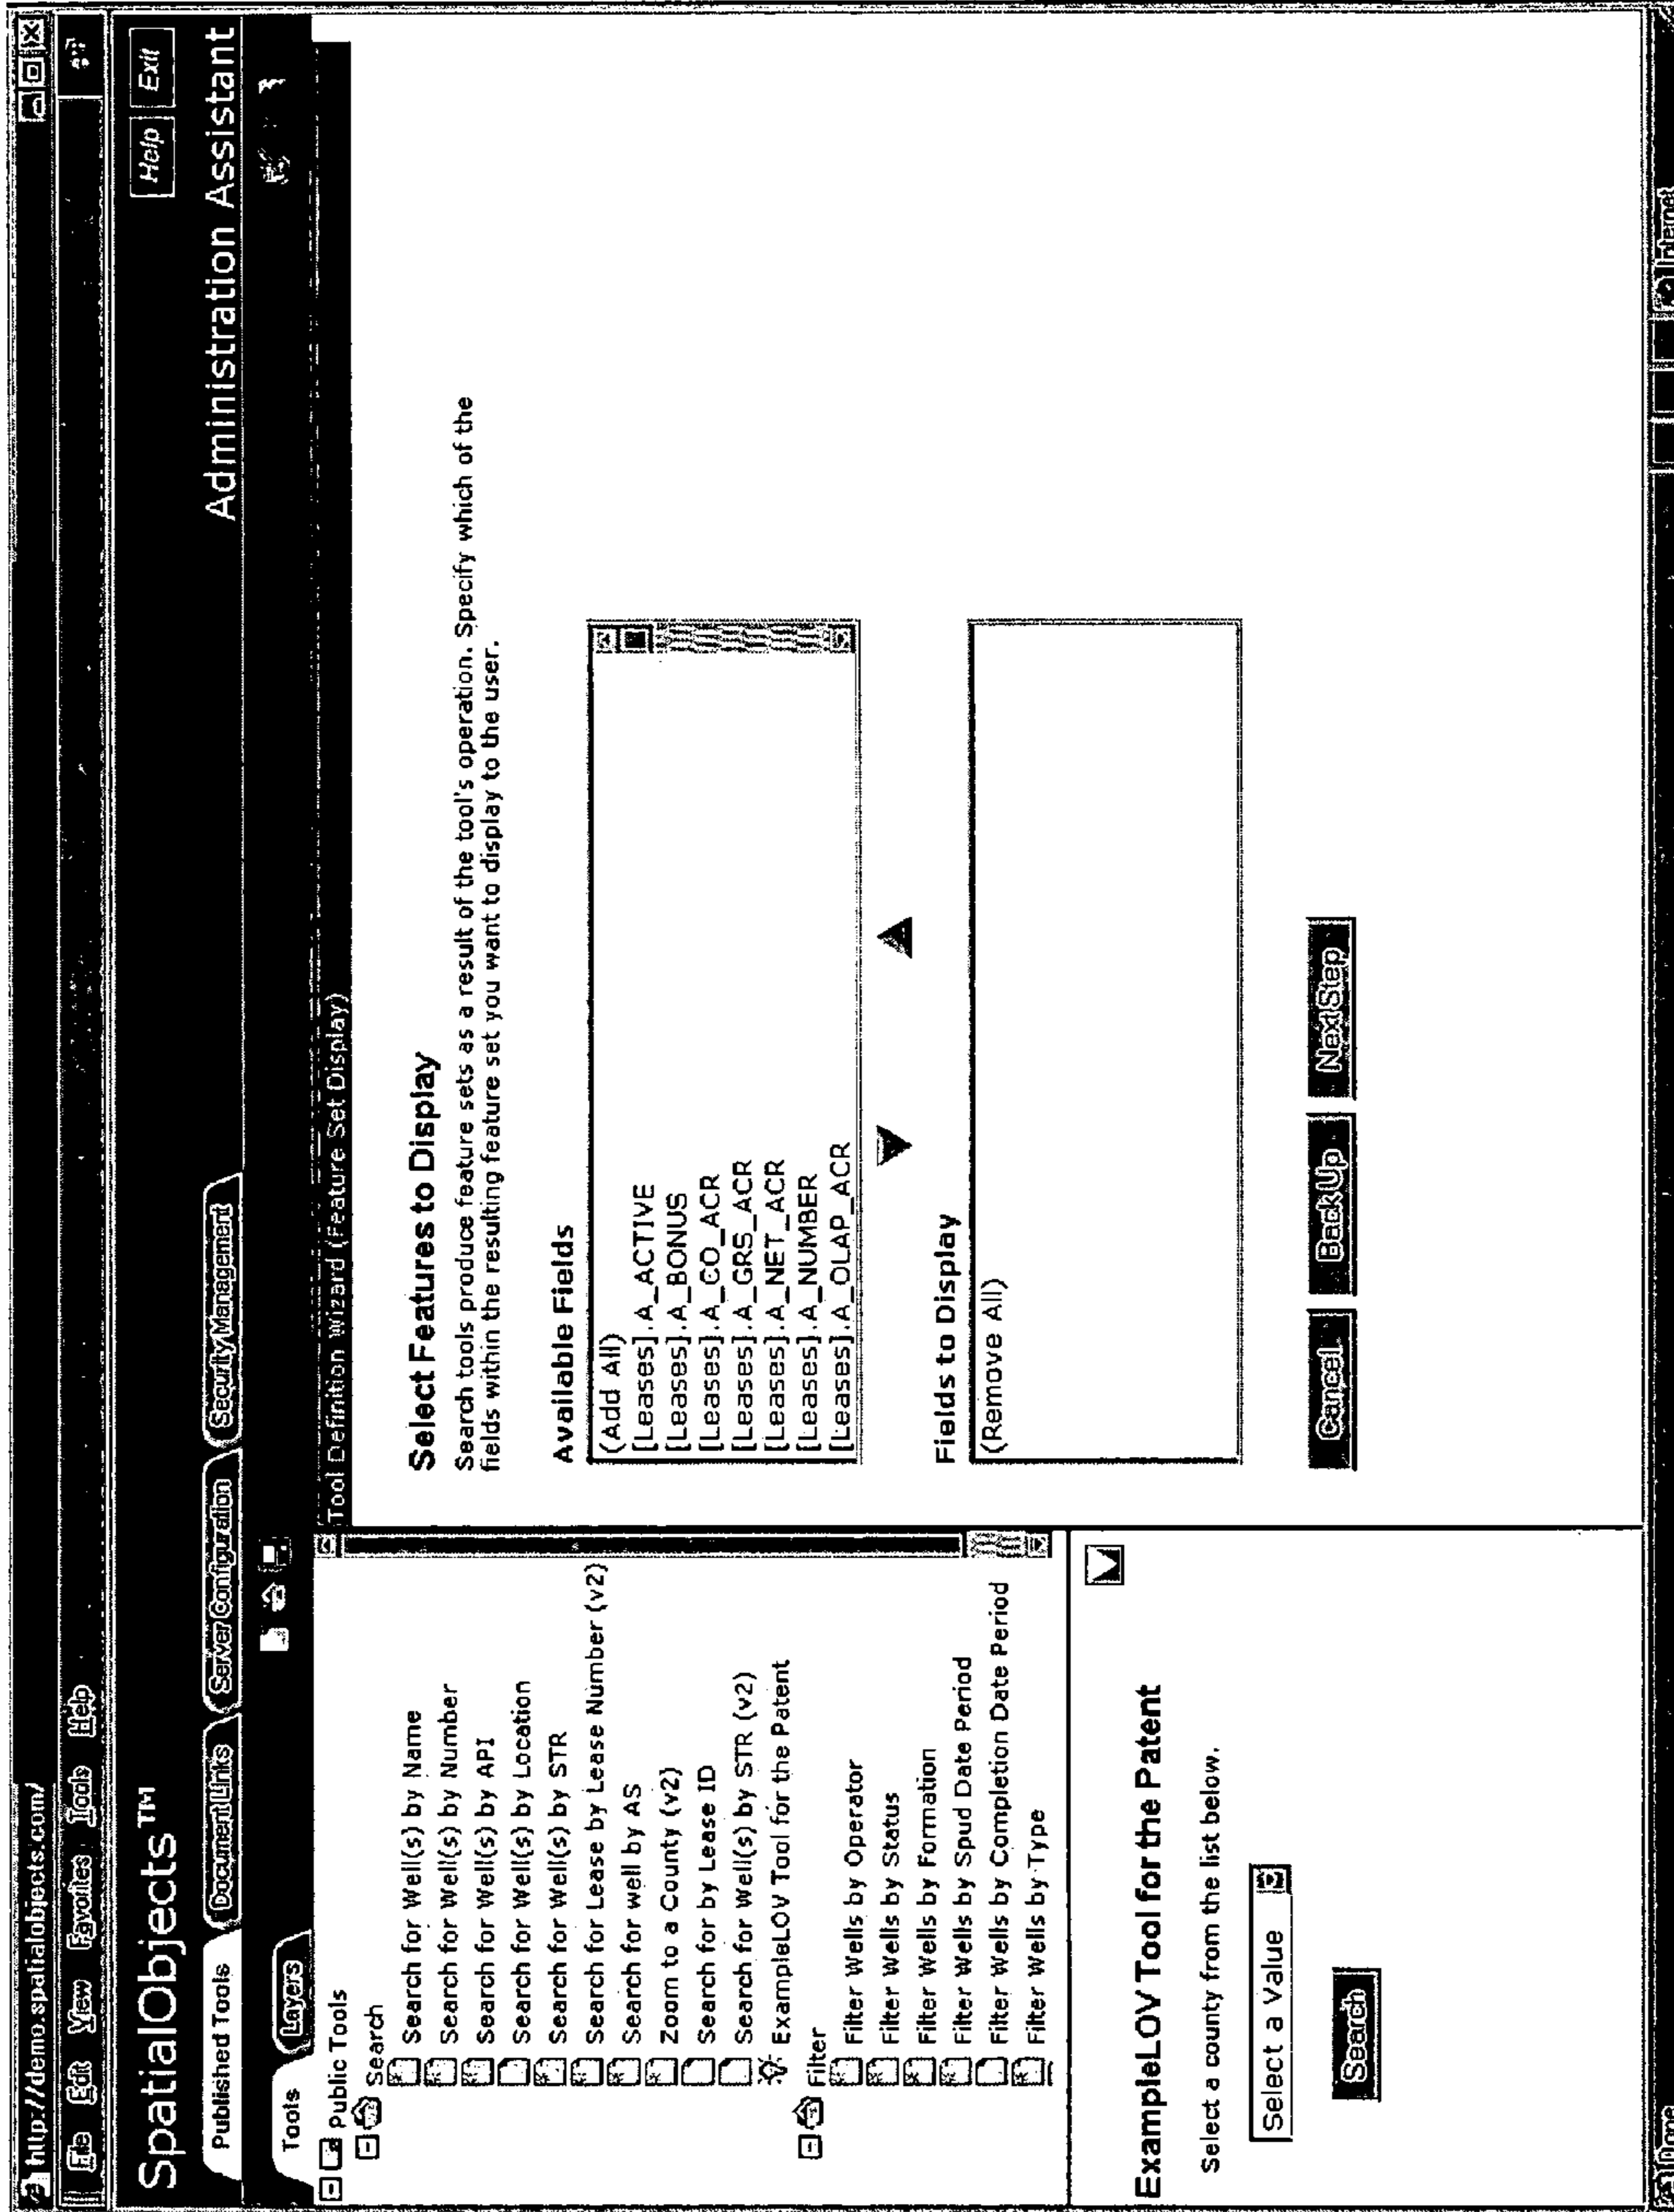 http://demo.spatialobjects.com/
File Edit View Favorites Tools Help
Help Exit
SpatialObjects™
Administration Assistant
Published Tools Document Links Server Configuration Security Management
Tools Layers
Tool Definition Wizard (Feature Set Display)
Public Tools
Search
Search for Well(s) by Name
Search for Well(s) by Number
Search for Well(s) by API
Search for Well(s) by Location
Search for Well(s) by STR
Search for Lease by Lease Number (v2)
Search for well by AS
Zoom to a County (v2)
Search for by Lease ID
Search for Well(s) by STR (v2)
ExampleLOV Tool for the Patent
Filter
Filter Wells by Operator
Filter Wells by Status
Filter Wells by Formation
Filter Wells by Spud Date Period
Filter Wells by Completion Date Period
Filter Wells by Type
ExampleLOV Tool for the Patent
Select a county from the list below.
Select a Value
Search
Select Features to Display
Search tools produce feature sets as a result of the tool's operation. Specify which of the
fields within the resulting feature set you want to display to the user.
Available Fields
(Add All)
[Leases].A_ACTIVE
[Leases].A_BONUS
[Leases].A_CO_ACR
[Leases].A_GRS_ACR
[Leases].A_NET_ACR
[Leases].A_NUMBER
[Leases].A_OLAP_ACR
Fields to Display
(Remove All)
Cancel Back Up Next Step
Done Internet